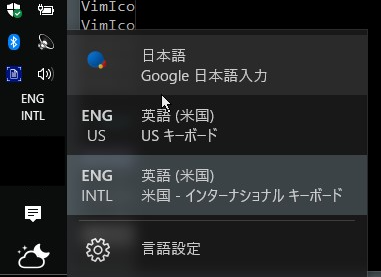 VimIco
VimIco
日本語
Google 日本語入力
ENG
INTL
ENG
US
英語 (米国)
US キーボード
ENG
INTL
英語 (米国)
米国 - インターナショナル キーボード
言語設定